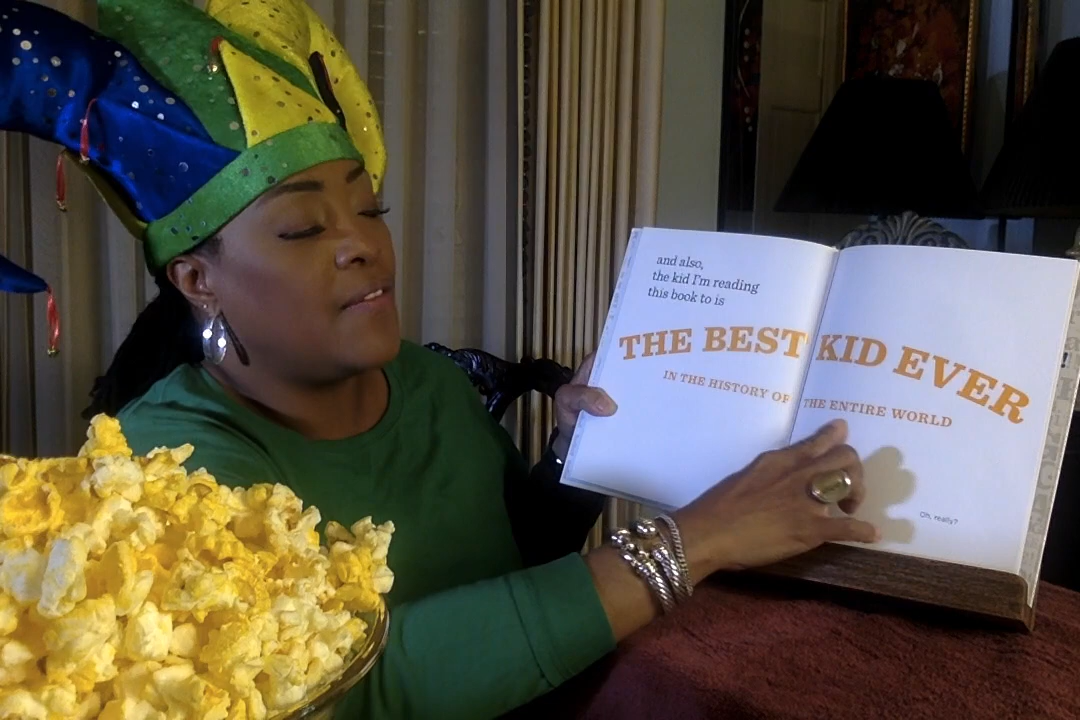 and also,
the kid I'm reading
this book to is
THE BEST KID EVER
IN THE HISTORY OF THE ENTIRE WORLD
Oh, really?